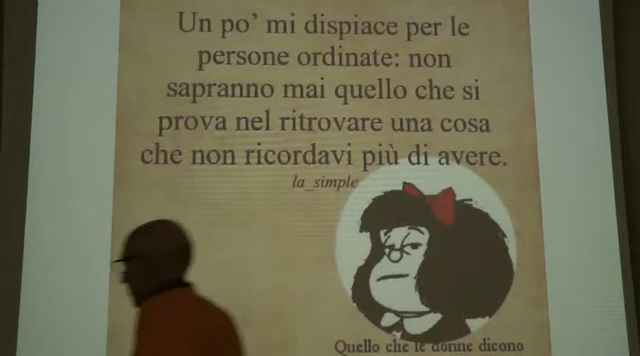 Un po' mi dispiace per le
persone ordinate: non
sapranno mai quello che si
prova nel ritrovare una cosa
che non ricordavi più di avere.
la_simple
Quello che le donne dicono